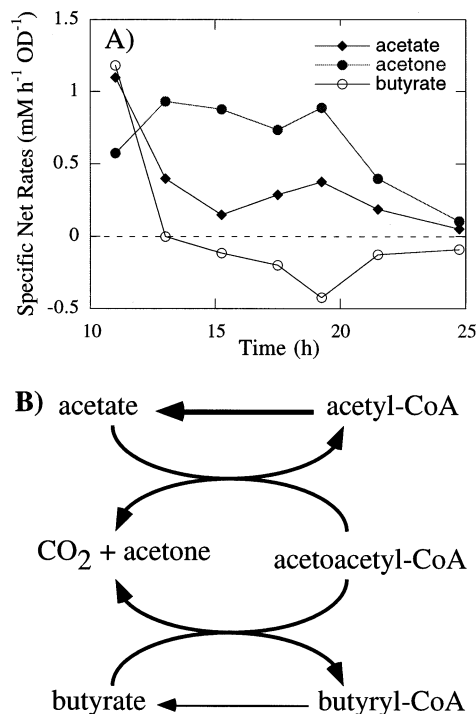 A)
acetate
acetone
butyrate
Specific Net Rates (mM h⁻¹ OD⁻¹)
1.5
1
0.5
0
-0.5
10 15 20 25
Time (h)
B)
acetate acetyl-CoA
CO₂ + acetone acetoacetyl-CoA
butyrate butyryl-CoA